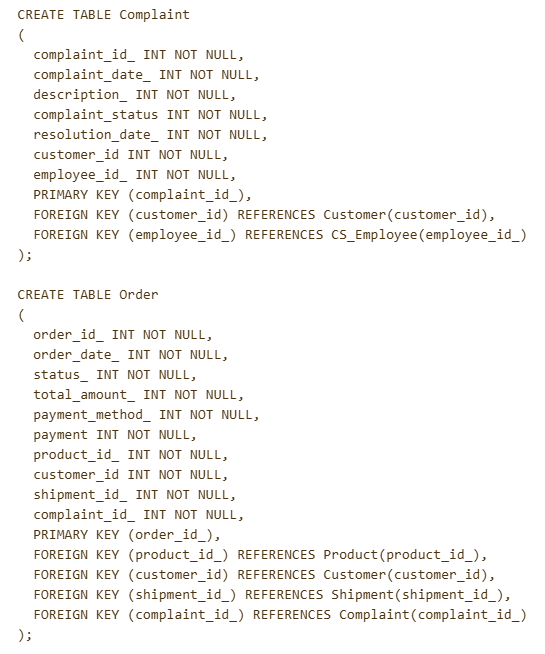 CREATE TABLE Complaint
(
  complaint_id_ INT NOT NULL,
  complaint_date_ INT NOT NULL,
  description_ INT NOT NULL,
  complaint_status INT NOT NULL,
  resolution_date_ INT NOT NULL,
  customer_id INT NOT NULL,
  employee_id_ INT NOT NULL,
  PRIMARY KEY (complaint_id_),
  FOREIGN KEY (customer_id) REFERENCES Customer(customer_id),
  FOREIGN KEY (employee_id_) REFERENCES CS_Employee(employee_id_)
);

CREATE TABLE Order
(
  order_id_ INT NOT NULL,
  order_date_ INT NOT NULL,
  status_ INT NOT NULL,
  total_amount_ INT NOT NULL,
  payment_method_ INT NOT NULL,
  payment INT NOT NULL,
  product_id_ INT NOT NULL,
  customer_id INT NOT NULL,
  shipment_id_ INT NOT NULL,
  complaint_id_ INT NOT NULL,
  PRIMARY KEY (order_id_),
  FOREIGN KEY (product_id_) REFERENCES Product(product_id_),
  FOREIGN KEY (customer_id) REFERENCES Customer(customer_id),
  FOREIGN KEY (shipment_id_) REFERENCES Shipment(shipment_id_),
  FOREIGN KEY (complaint_id_) REFERENCES Complaint(complaint_id_)
);